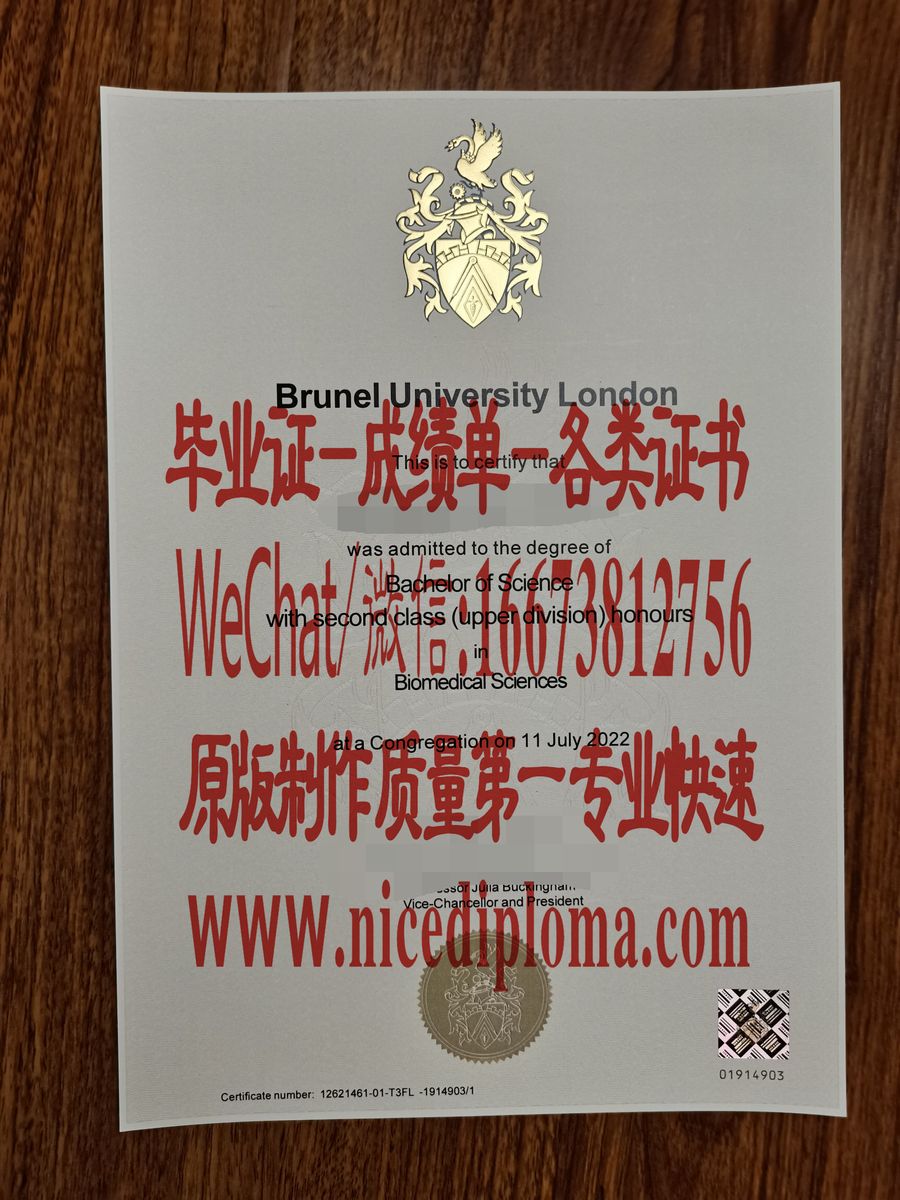 Brunel University London
毕业证一成绩单一各类证书
This is to certify that
was admitted to the degree of
Bachelor of Science
WeChat/微信:16673812756
with second class (upper division) honours
in
Biomedical Sciences
at a Congregation on 11 July 2022
原版制作质量第一专业快速
Julia Buckingham
Vice-Chancellor and President
www.nicediploma.com
01914903
Certificate number: 12621461-01-T3FL -1914903/1